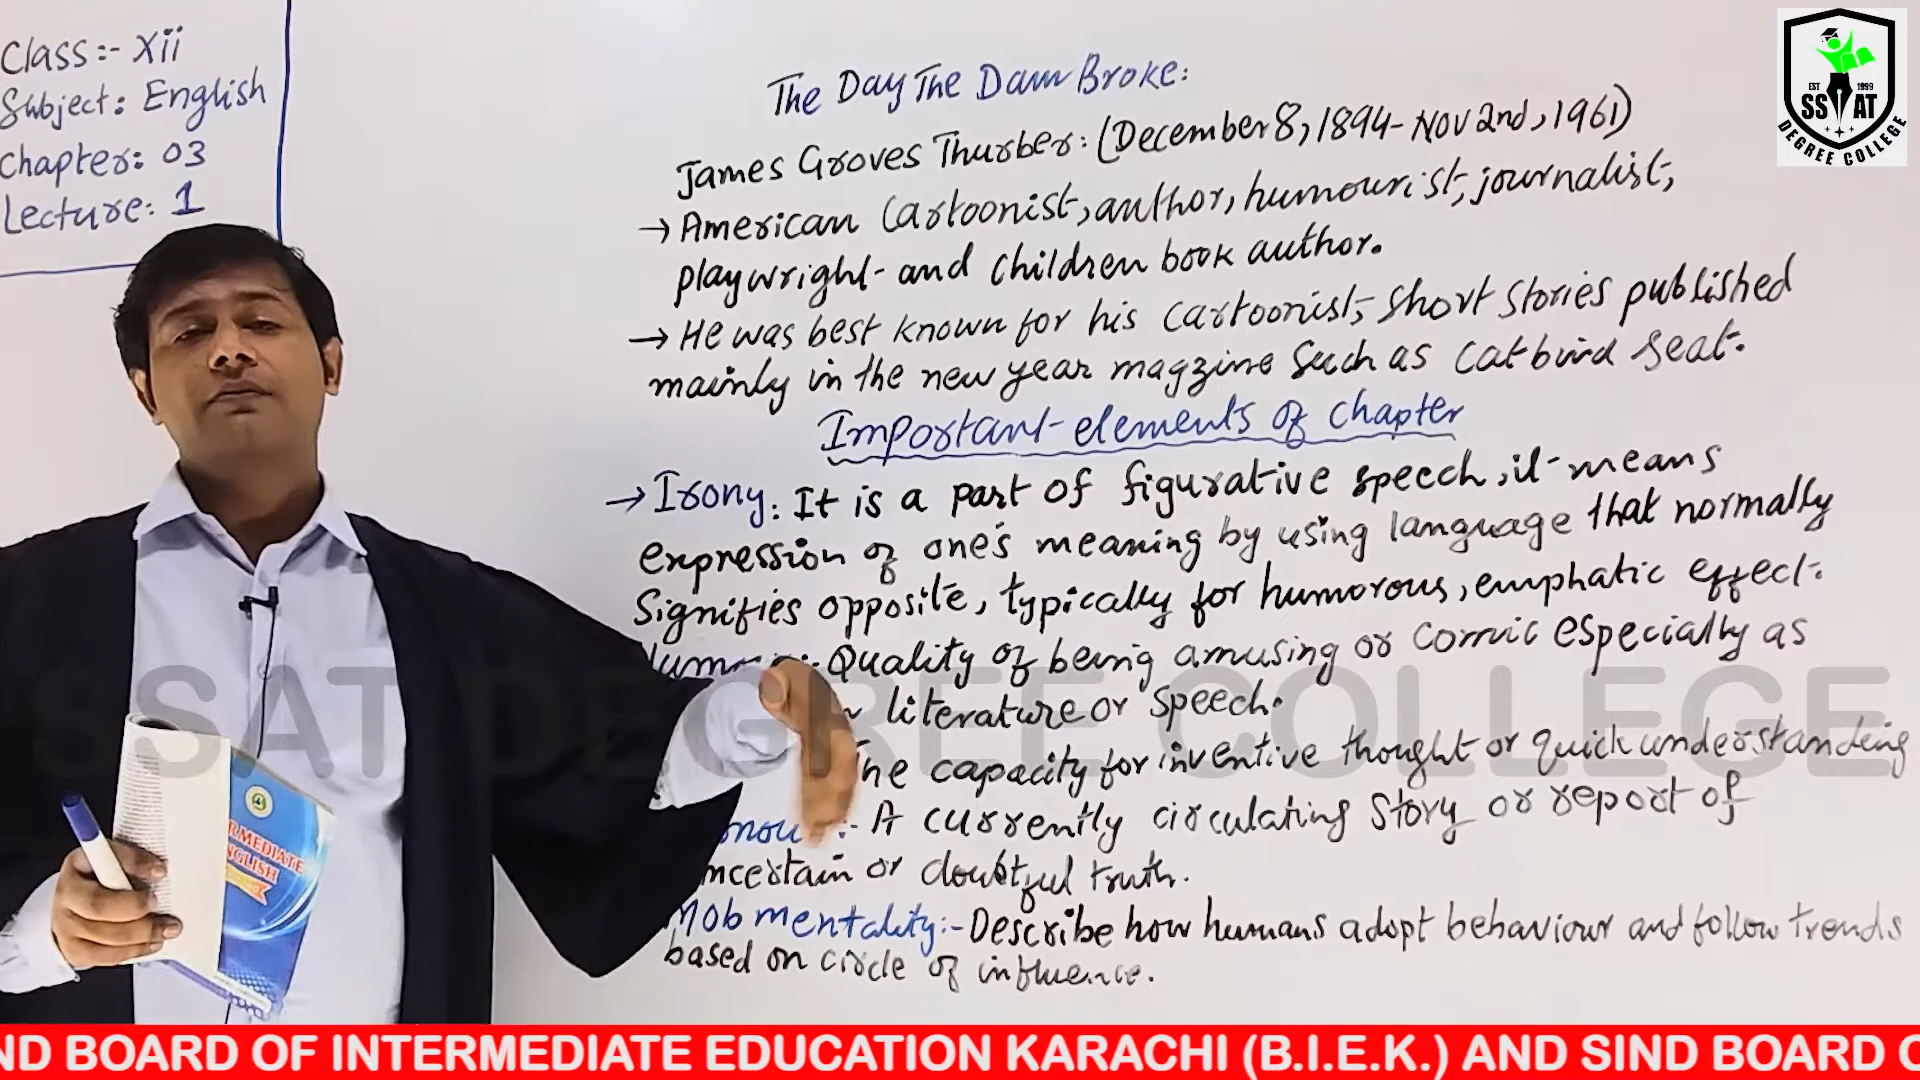 Class:- Xii
Subject: English
Chapter: 03
Lecture: 1
The Day The Dam Broke:
James Groves Thurber: (December 8, 1894- Nov 2nd, 1961)
→ American Cartoonist, author, humourist, journalist,
playwright- and children book author.
→ He was best known for his cartoonist, short stories published
mainly in the new year magzine such as Catbird Seat.
Important- elements of chapter
→ Irony: It is a part of figurative speech, it- means
expression of one's meaning by using language that normally
Signifies opposite, typically for humorous, emphatic effect.
:- Quality of being amusing or comic especially as
literature or speech.
The capacity for inventive thought or quick understanding
:- A currently circulating Story or report of
uncertain or doubtful truth.
Mob mentality:- Describe how humans adopt behaviour and follow trends
based on circle of influence.
EST 1999
SSAT
DEGREE COLLEGE
INTERMEDIATE
ENGLISH
SSAT DEGREE COLLEGE
ND BOARD OF INTERMEDIATE EDUCATION KARACHI (B.I.E.K.) AND SIND BOARD